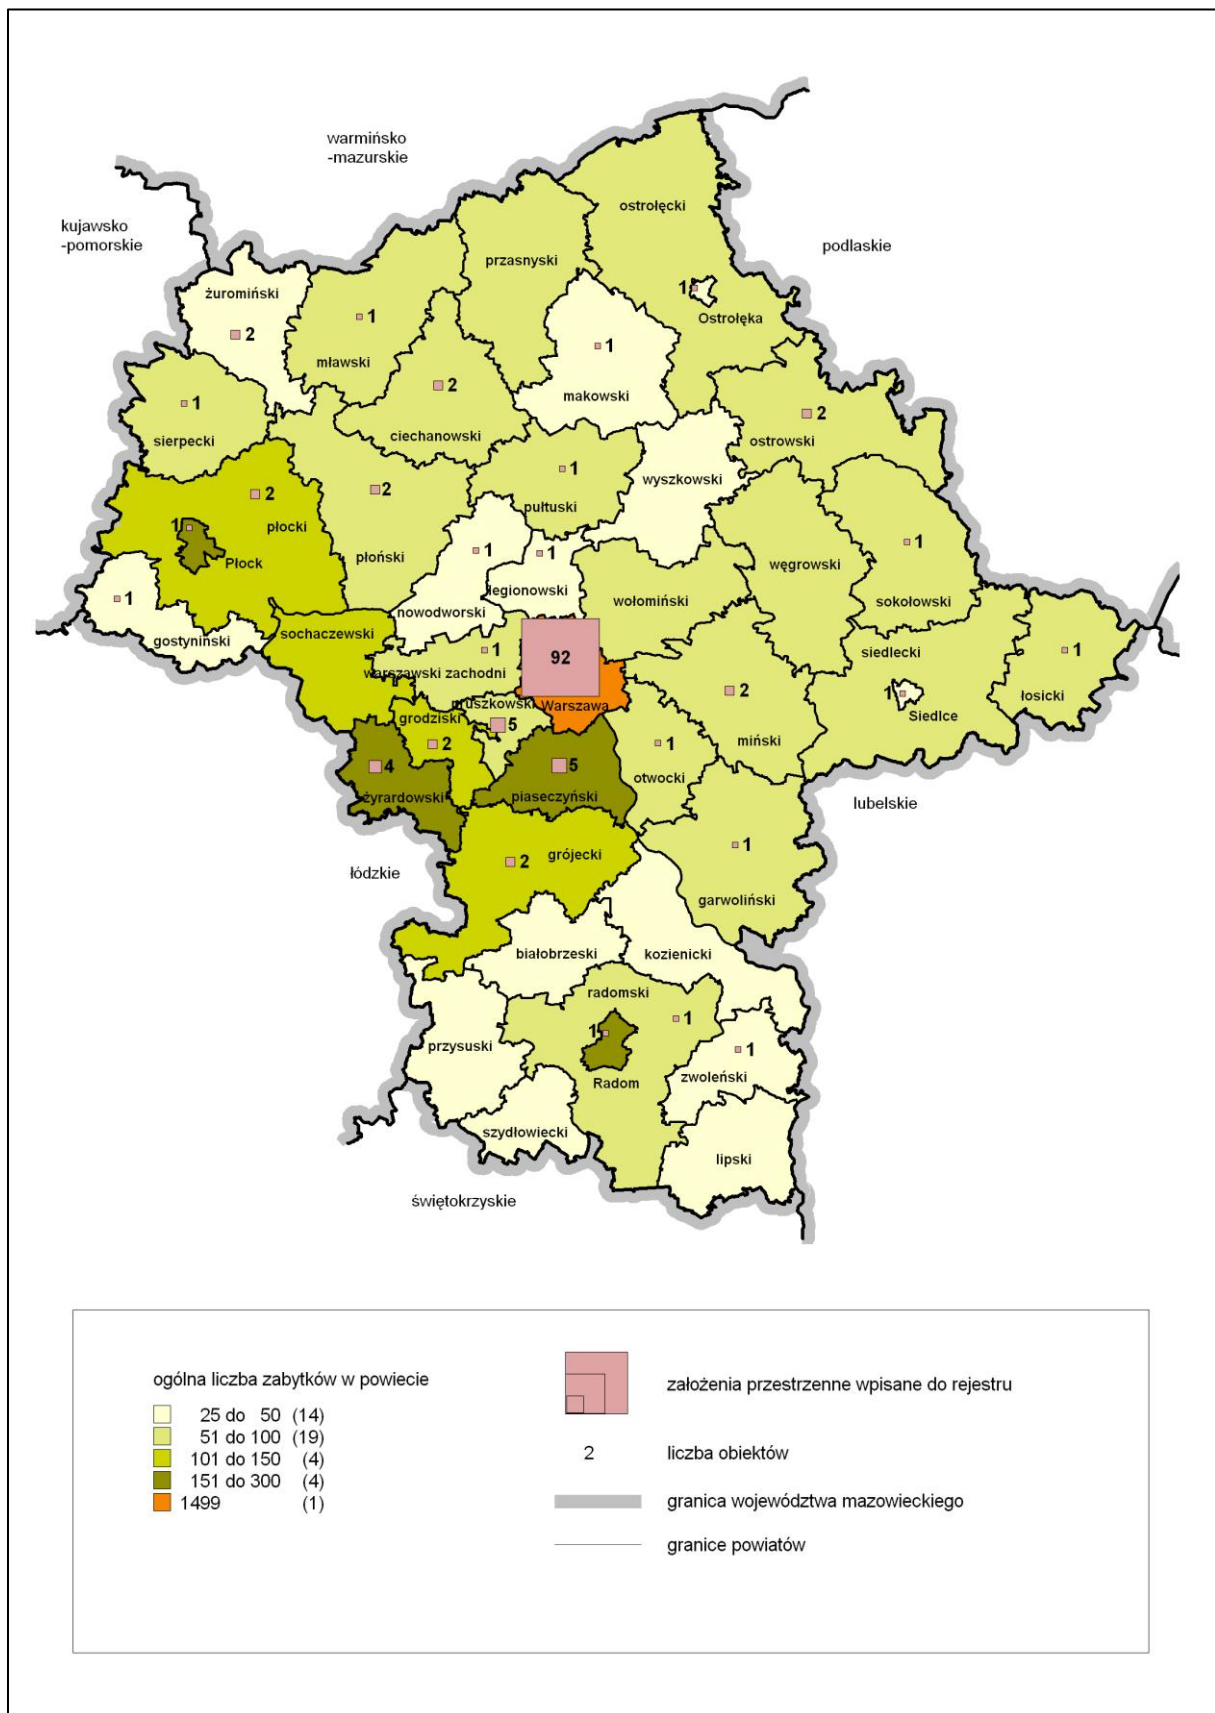 warmińsko
-mazurskie
kujawsko
-pomorskie
podlaskie
ostrołęcki
przasnyski
żuromiński
2
1
mławski
1
Ostrołęka
1
makowski
2
ciechanowski
1
sierpecki
2
ostrowski
wyszkowski
1
pułtuski
2
płoński
2
płocki
1
Płock
1
nowodworski
1
legionowski
węgrowski
1
sokołowski
wołomiński
1
gostyniński
sochaczewski
1
warszawski zachodni
92
Warszawa
siedlecki
1
Siedlce
1
łosicki
pruszkowski
5
grodziski
2
2
miński
1
otwocki
4
żyrardowski
5
piaseczyński
lubelskie
łódzkie
2
grójecki
1
garwoliński
białobrzeski
kozienicki
radomski
1
1
Radom
przysuski
1
zwoleński
szydłowiecki
lipski
świętokrzyskie
ogólna liczba zabytków w powiecie
25 do 50 (14)
51 do 100 (19)
101 do 150 (4)
151 do 300 (4)
1499 (1)
założenia przestrzenne wpisane do rejestru
2 liczba obiektów
granica województwa mazowieckiego
granice powiatów